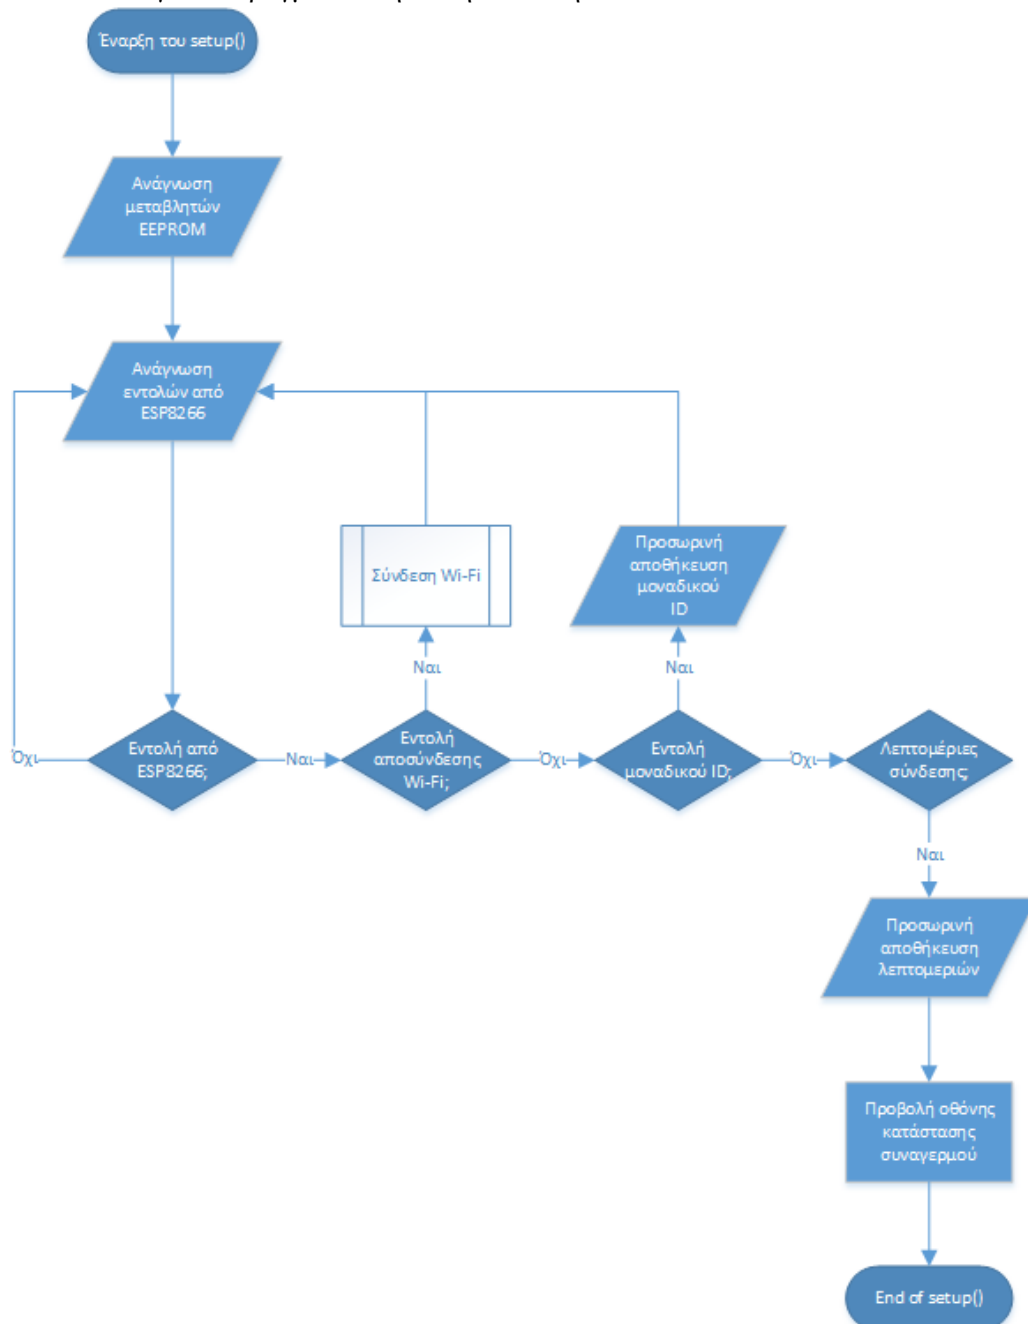 Έναρξη του setup()
Ανάγνωση
μεταβλητών
EEPROM
Ανάγνωση
εντολών από
ESP8266
Σύνδεση Wi-Fi
Προσωρινή
αποθήκευση
μοναδικού
ID
Ναι
Ναι
Όχι
Εντολή από
ESP8266;
Ναι
Εντολή
αποσύνδεσης
Wi-Fi;
Όχι
Εντολή
μοναδικού ID;
Όχι
Λεπτομέριες
σύνδεσης;
Ναι
Προσωρινή
αποθήκευση
λεπτομεριών
Προβολή οθόνης
κατάστασης
συναγερμού
End of setup()